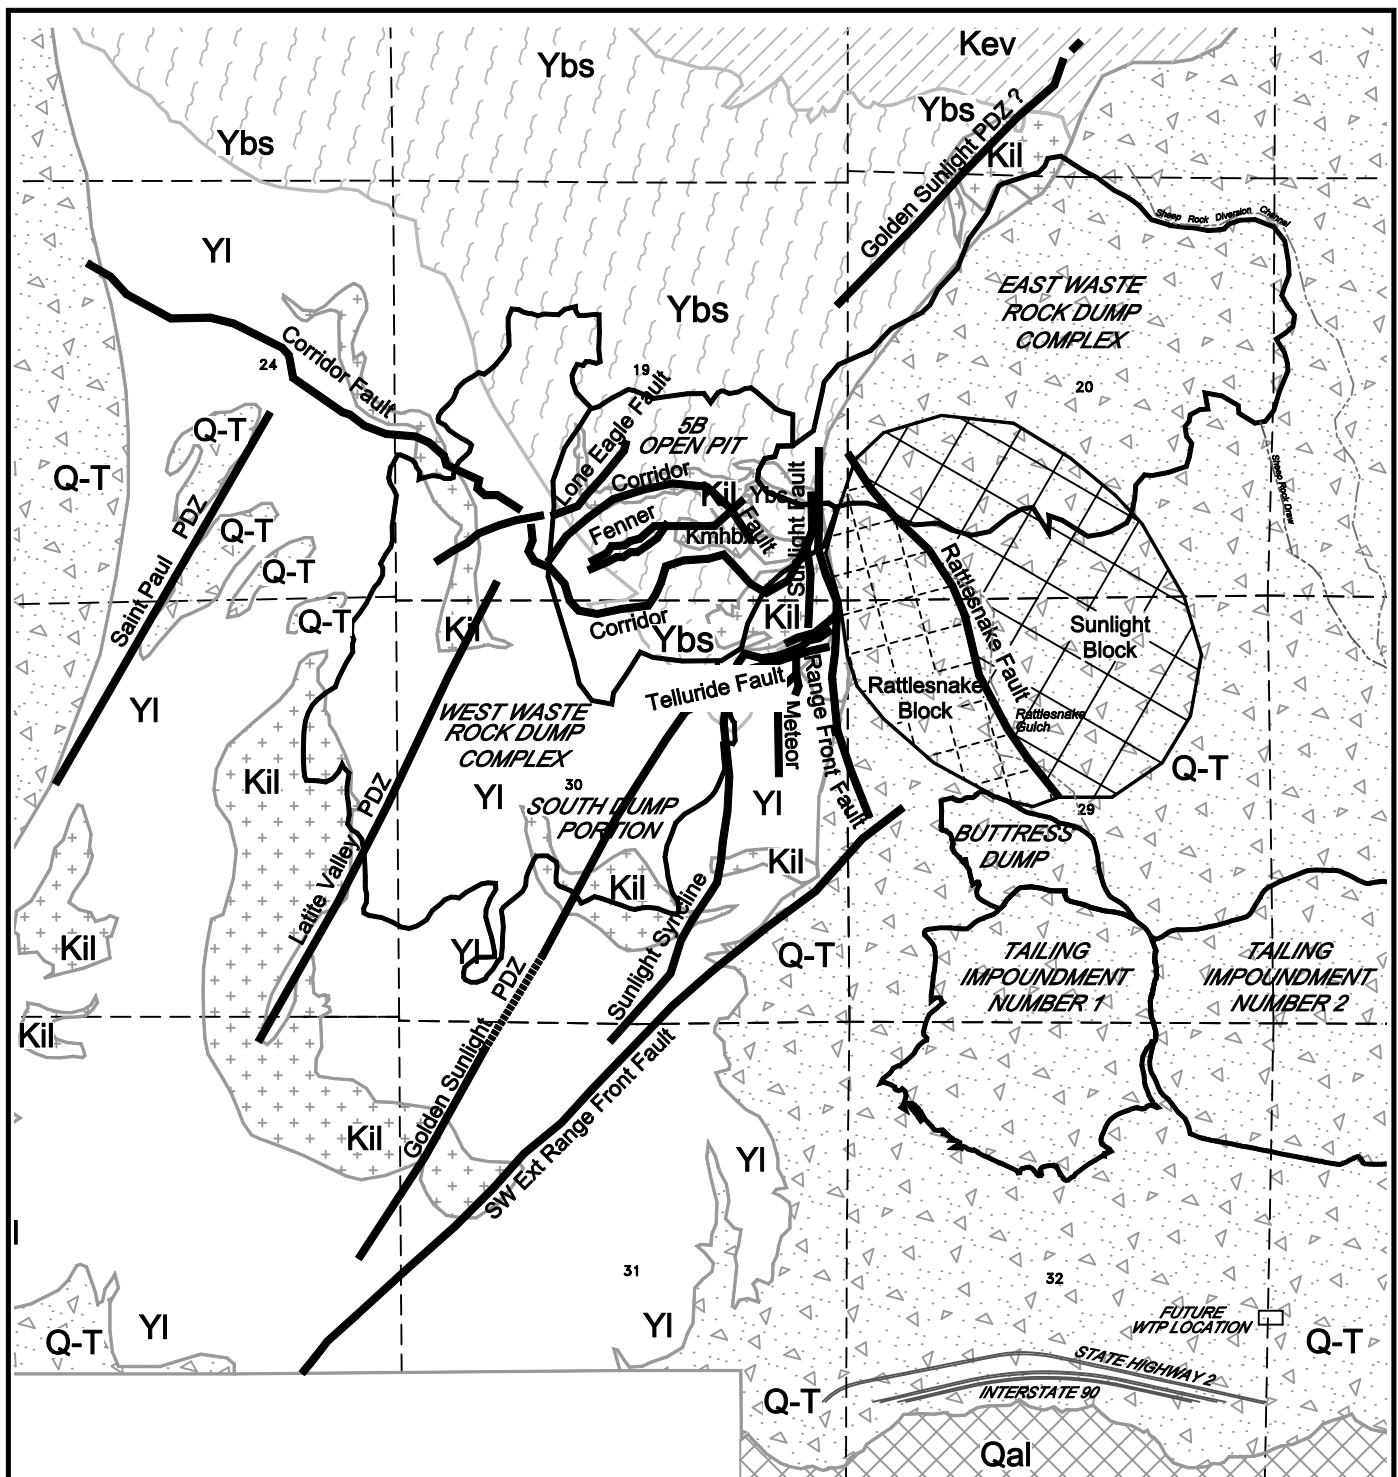 Kev
Ybs
Ybs
Ybs
Golden Sunlight PDZ ?
Kil
Sheep Rock Diversion Channel
Yl
EAST WASTE
ROCK DUMP
COMPLEX
Ybs
Corridor Fault
24
19
20
Lone Eagle Fault
5B
OPEN PIT
Q-T
Q-T
Corridor
Fault
Kil
Ybs
Sunlight Fault
Sheep Rock Draw
Saint Paul PDZ
Q-T
Fenner
Kmhbx
Rattlesnake Fault
Q-T
Q-T
Kil
Corridor
Ybs
Kil
Sunlight
Block
Telluride Fault
Range Front Fault
Rattlesnake
Block
Rattlesnake
Gulch
Yl
WEST WASTE
ROCK DUMP
COMPLEX
Meteor
Q-T
Kil
Latite Valley PDZ
Yl
30
SOUTH DUMP
PORTION
Yl
29
BUTTRESS
DUMP
Kil
Kil
Sunlight Syncline
Kil
Yl
Q-T
TAILING
IMPOUNDMENT
NUMBER 1
TAILING
IMPOUNDMENT
NUMBER 2
Kil
Golden Sunlight PDZ
SW Ext Range Front Fault
Kil
Yl
l
31
32
Q-T
Yl
Yl
FUTURE
WTP LOCATION
Q-T
STATE HIGHWAY 2
INTERSTATE 90
Q-T
Qal